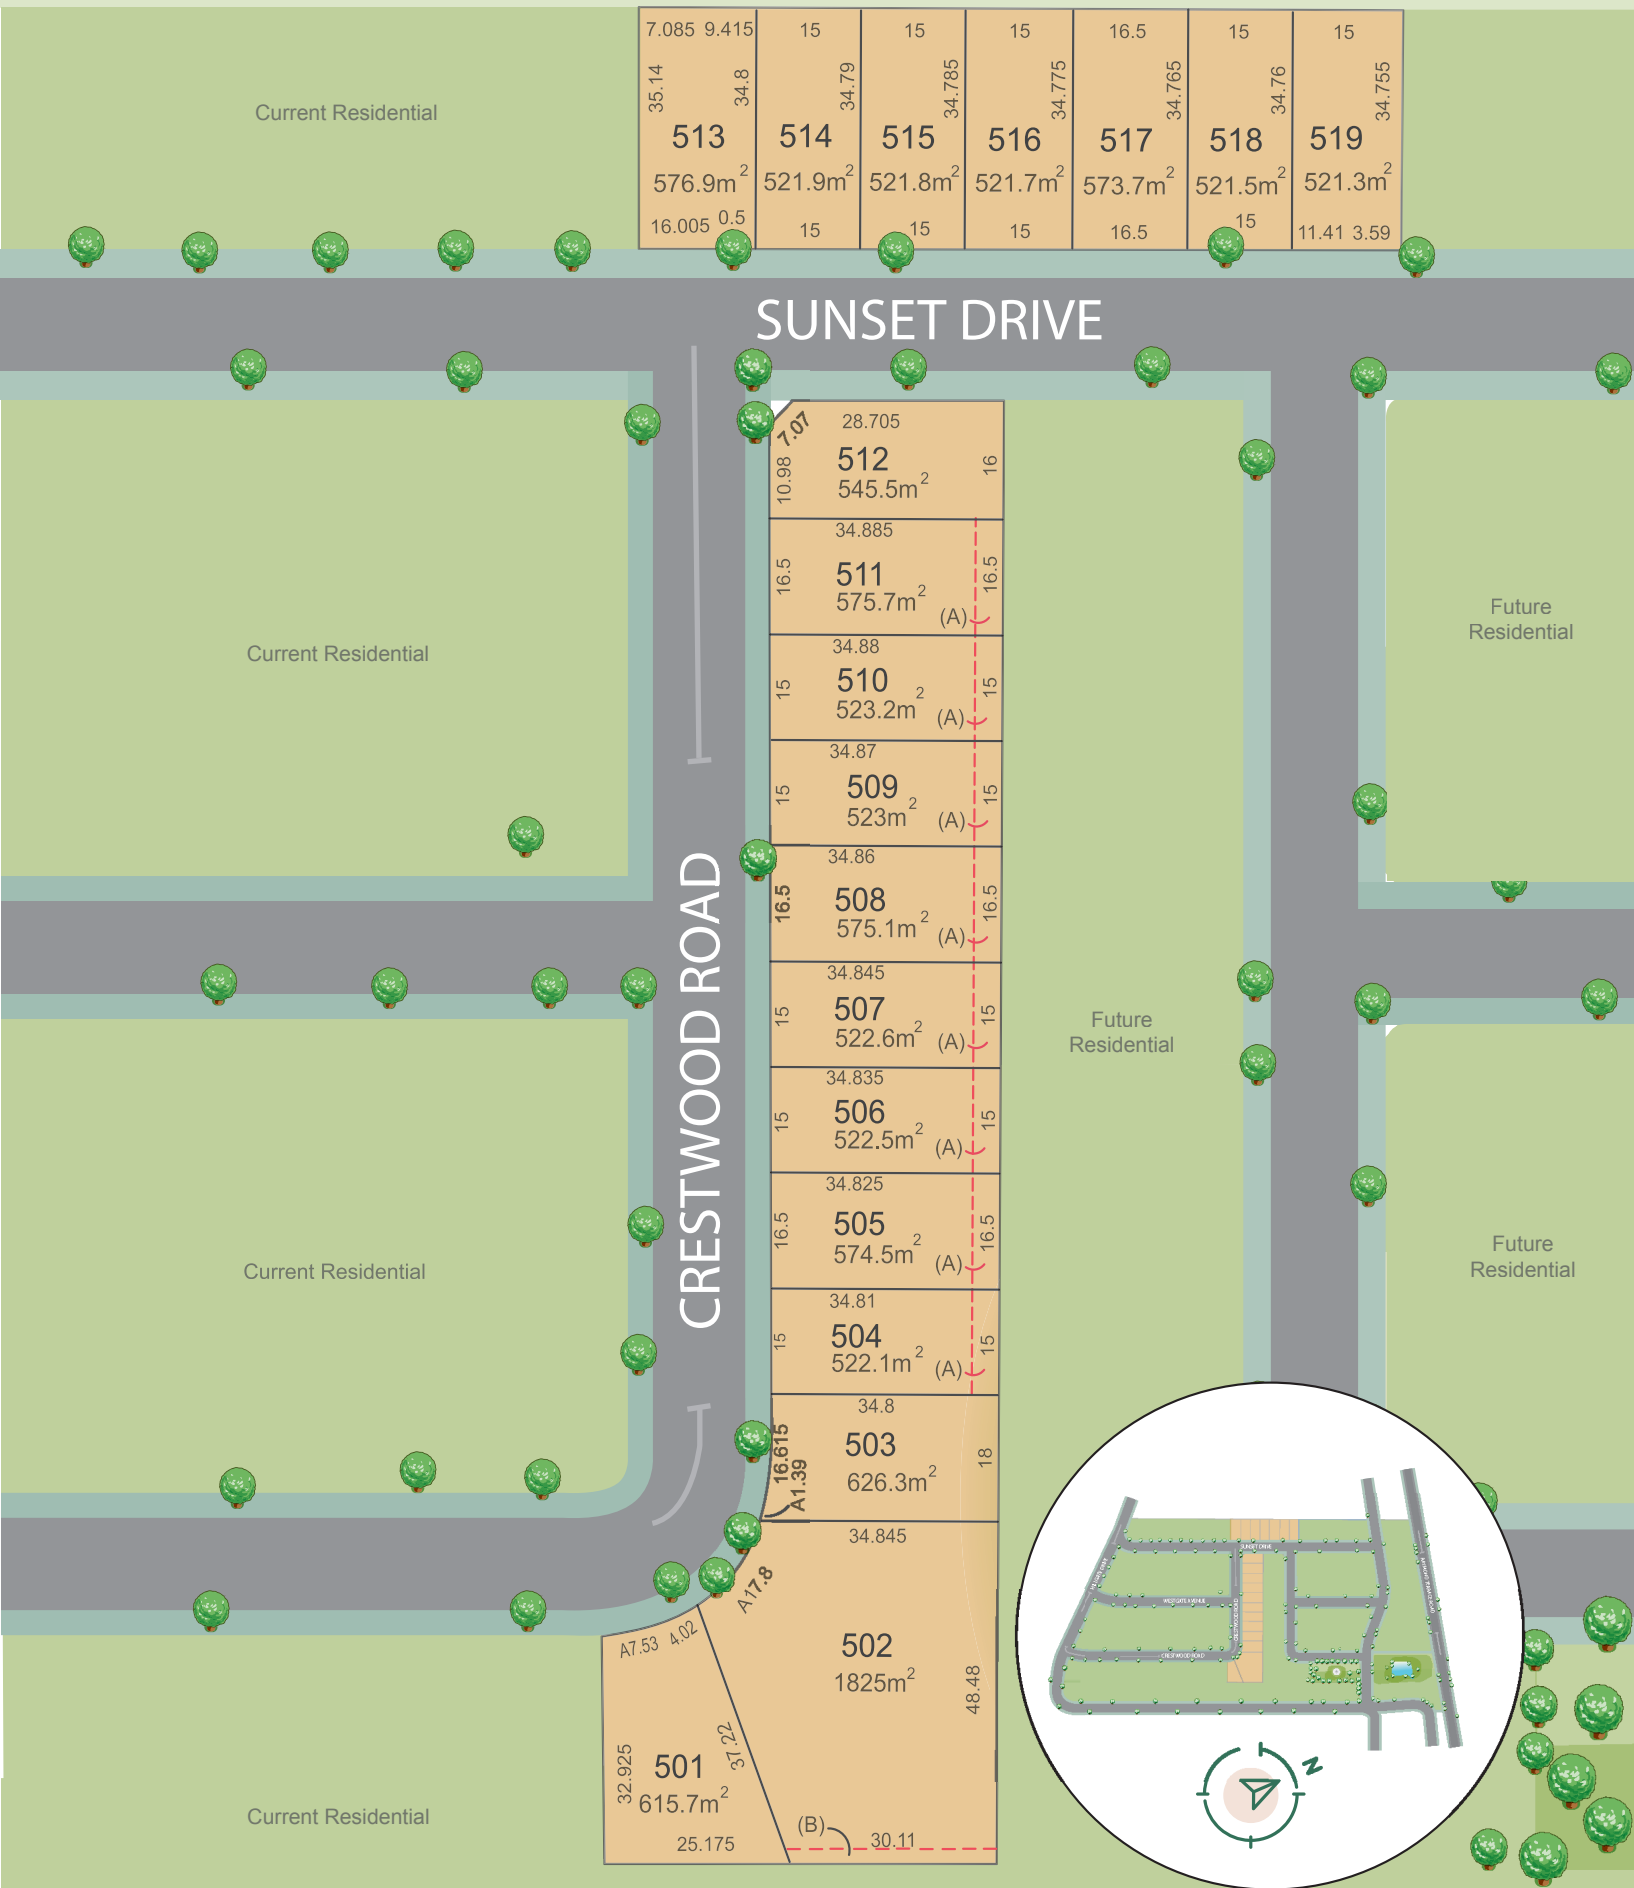 7.085 9.415
15
15
15
16.5
15
15
35.14
34.8
34.79
34.785
34.775
34.765
34.76
34.755
513
514
515
516
517
518
519
576.9m²
521.9m²
521.8m²
521.7m²
573.7m²
521.5m²
521.3m²
16.005 0.5
15
15
15
16.5
15
11.41 3.59
Current Residential
SUNSET DRIVE
7.07
28.705
10.98
512
545.5m²
16
34.885
16.5
511
575.7m²
16.5
(A)
34.88
15
510
523.2m²
15
(A)
34.87
15
509
523m²
15
(A)
34.86
16.5
508
575.1m²
16.5
(A)
34.845
15
507
522.6m²
15
(A)
34.835
15
506
522.5m²
15
(A)
34.825
16.5
505
574.5m²
16.5
(A)
34.81
15
504
522.1m²
15
(A)
34.8
16.615
A1.39
503
626.3m²
18
34.845
A17.8
502
1825m²
48.48
A7.53 4.02
37.22
32.925
501
615.7m²
25.175
(B)
30.11
CRESTWOOD ROAD
Current Residential
Current Residential
Current Residential
Future
Residential
Future
Residential
Future
Residential
SUNSET DRIVE
WESTGATE AVENUE
CRESTWOOD ROAD
CRESTWOOD ROAD
N